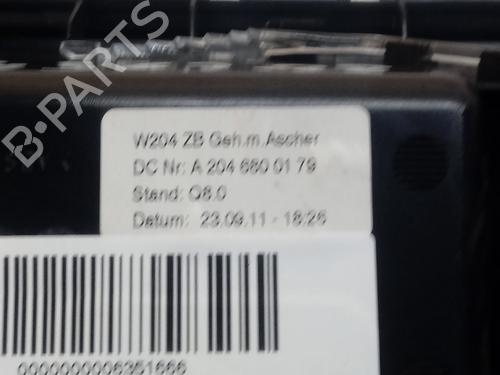 B-PARTS
W204 ZB Geh.m.Ascher
DC Nr: A 204 680 01 79
Stand: Q8.0
Datum: 23.09.11 - 18:26
0000000006351666